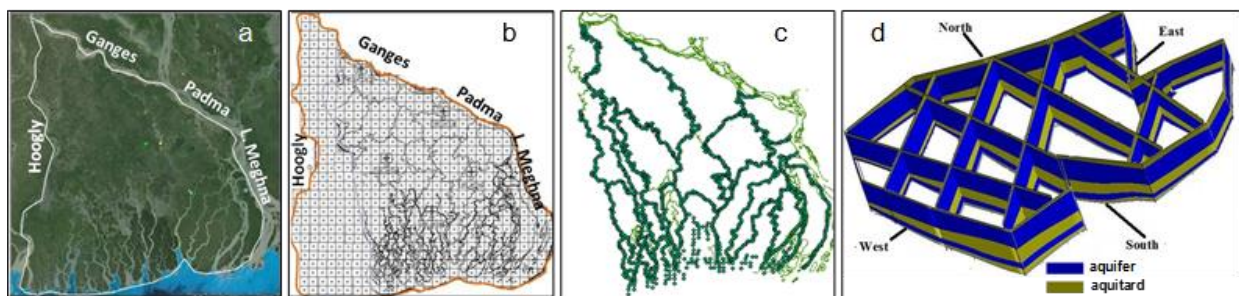 a
Ganges
Padma
Hoogly
L Meghna
b
Ganges
Padma
Hoogly
L Meghna
c
d
North
East
West
South
aquifer
aquitard